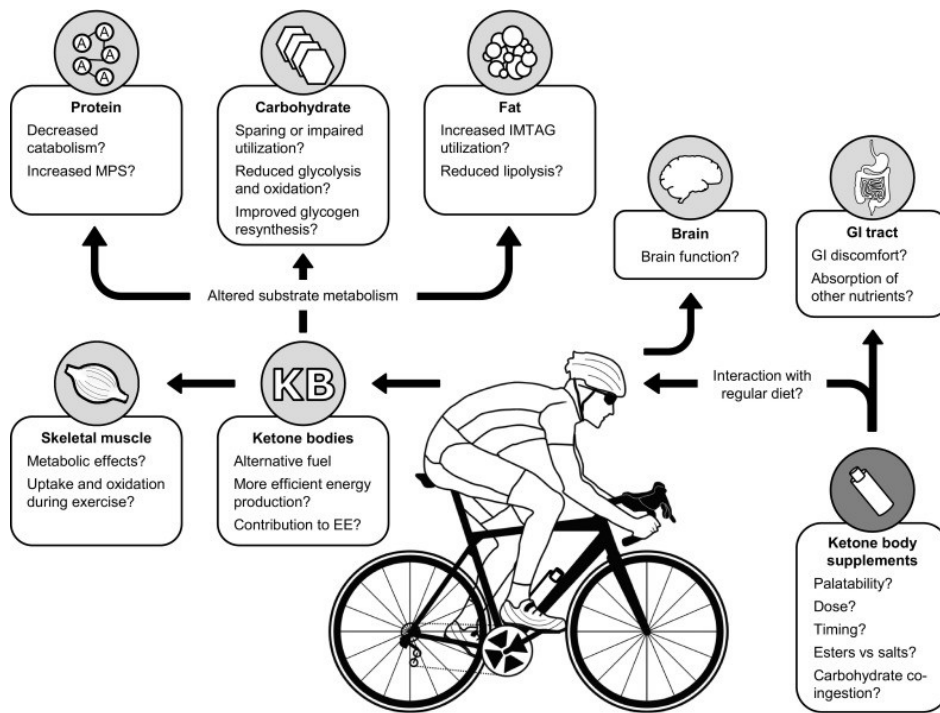 A
A
A
A
A
Protein
Decreased
catabolism?
Increased MPS?
Carbohydrate
Sparing or impaired
utilization?
Reduced glycolysis
and oxidation?
Improved glycogen
resynthesis?
Fat
Increased IMTAG
utilization?
Reduced lipolysis?
Brain
Brain function?
GI tract
GI discomfort?
Absorption of
other nutrients?
Altered substrate metabolism
Skeletal muscle
Metabolic effects?
Uptake and oxidation
during exercise?
KB
Ketone bodies
Alternative fuel
More efficient energy
production?
Contribution to EE?
Interaction with
regular diet?
Ketone body
supplements
Palatability?
Dose?
Timing?
Esters vs salts?
Carbohydrate co-
ingestion?